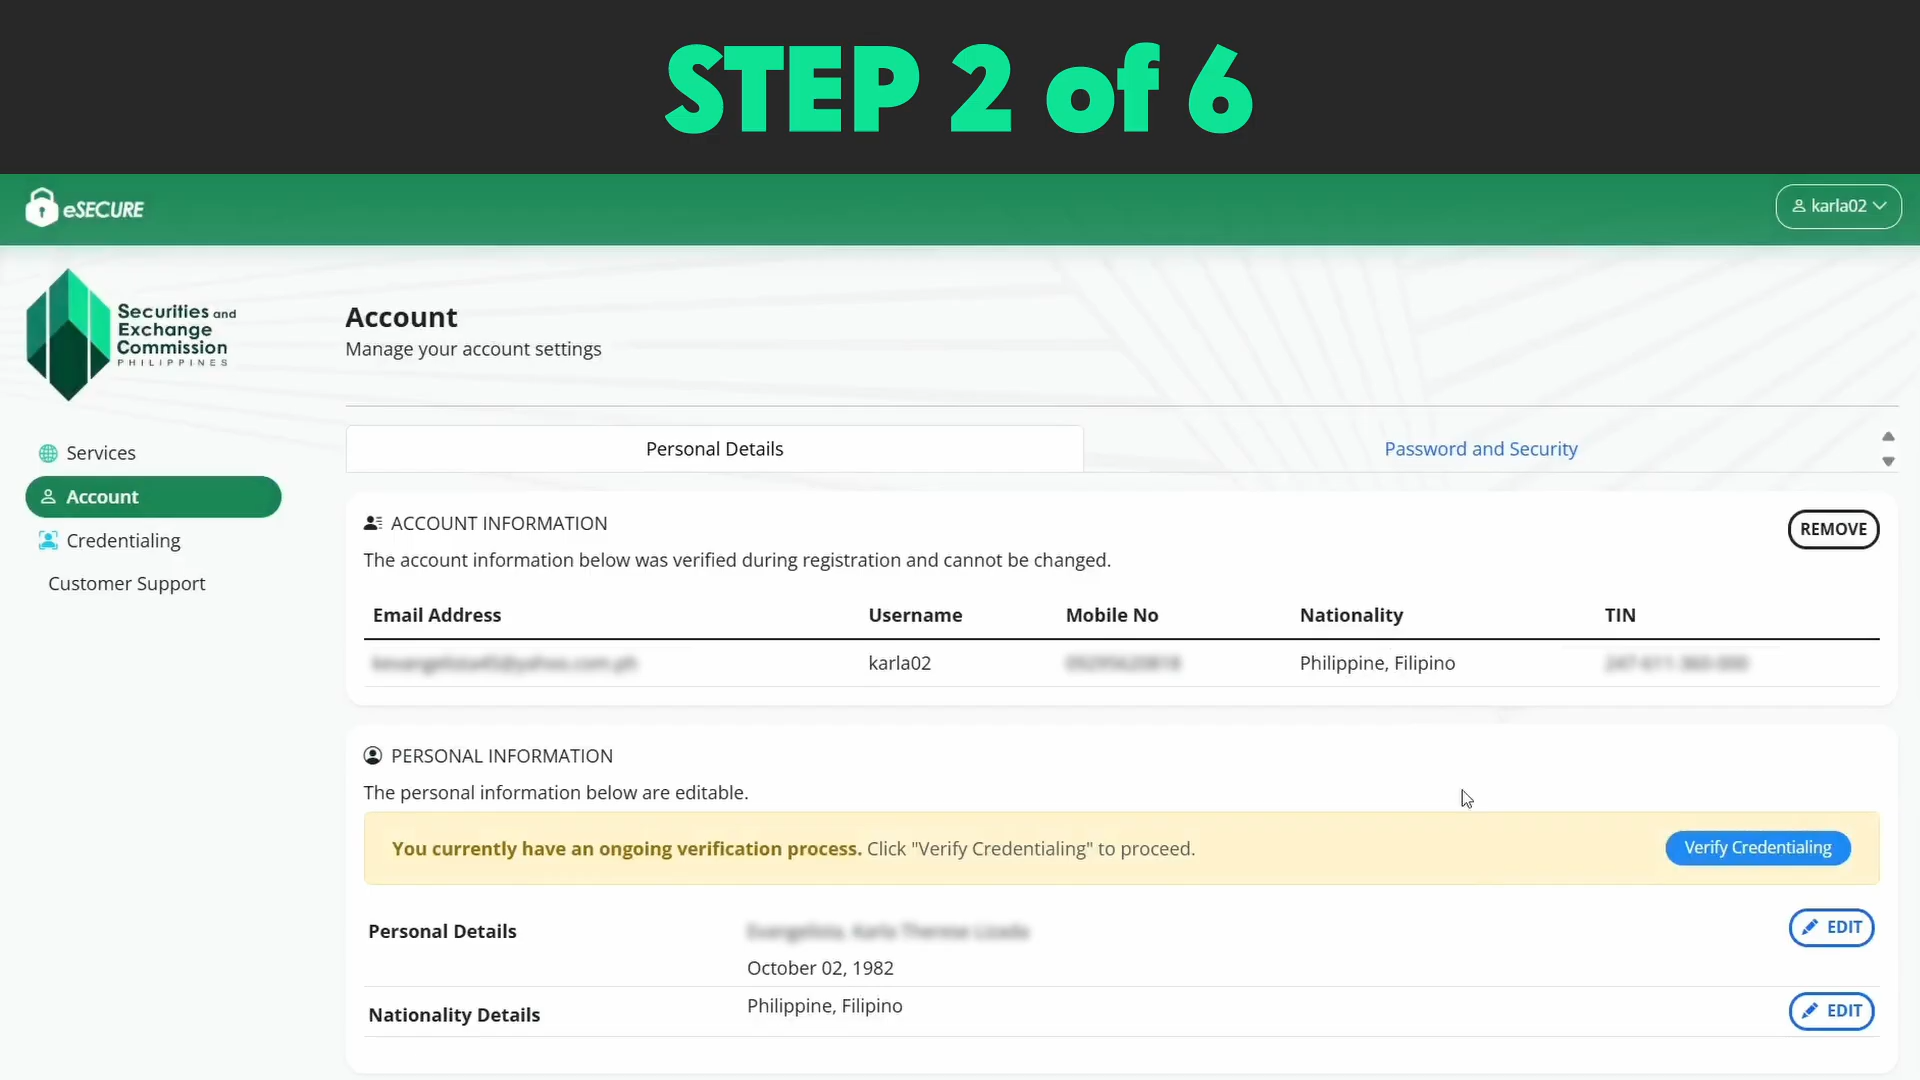 STEP 2 of 6
eSECURE
karla02
Securities and
Exchange
Commission
PHILIPPINES
Account
Manage your account settings
Services
Account
Credentialing
Customer Support
Personal Details
Password and Security
ACCOUNT INFORMATION
REMOVE
The account information below was verified during registration and cannot be changed.
Email Address Username Mobile No Nationality TIN
karla02 Philippine, Filipino
PERSONAL INFORMATION
The personal information below are editable.
You currently have an ongoing verification process. Click "Verify Credentialing" to proceed.
Verify Credentialing
Personal Details
EDIT
October 02, 1982
Nationality Details Philippine, Filipino
EDIT